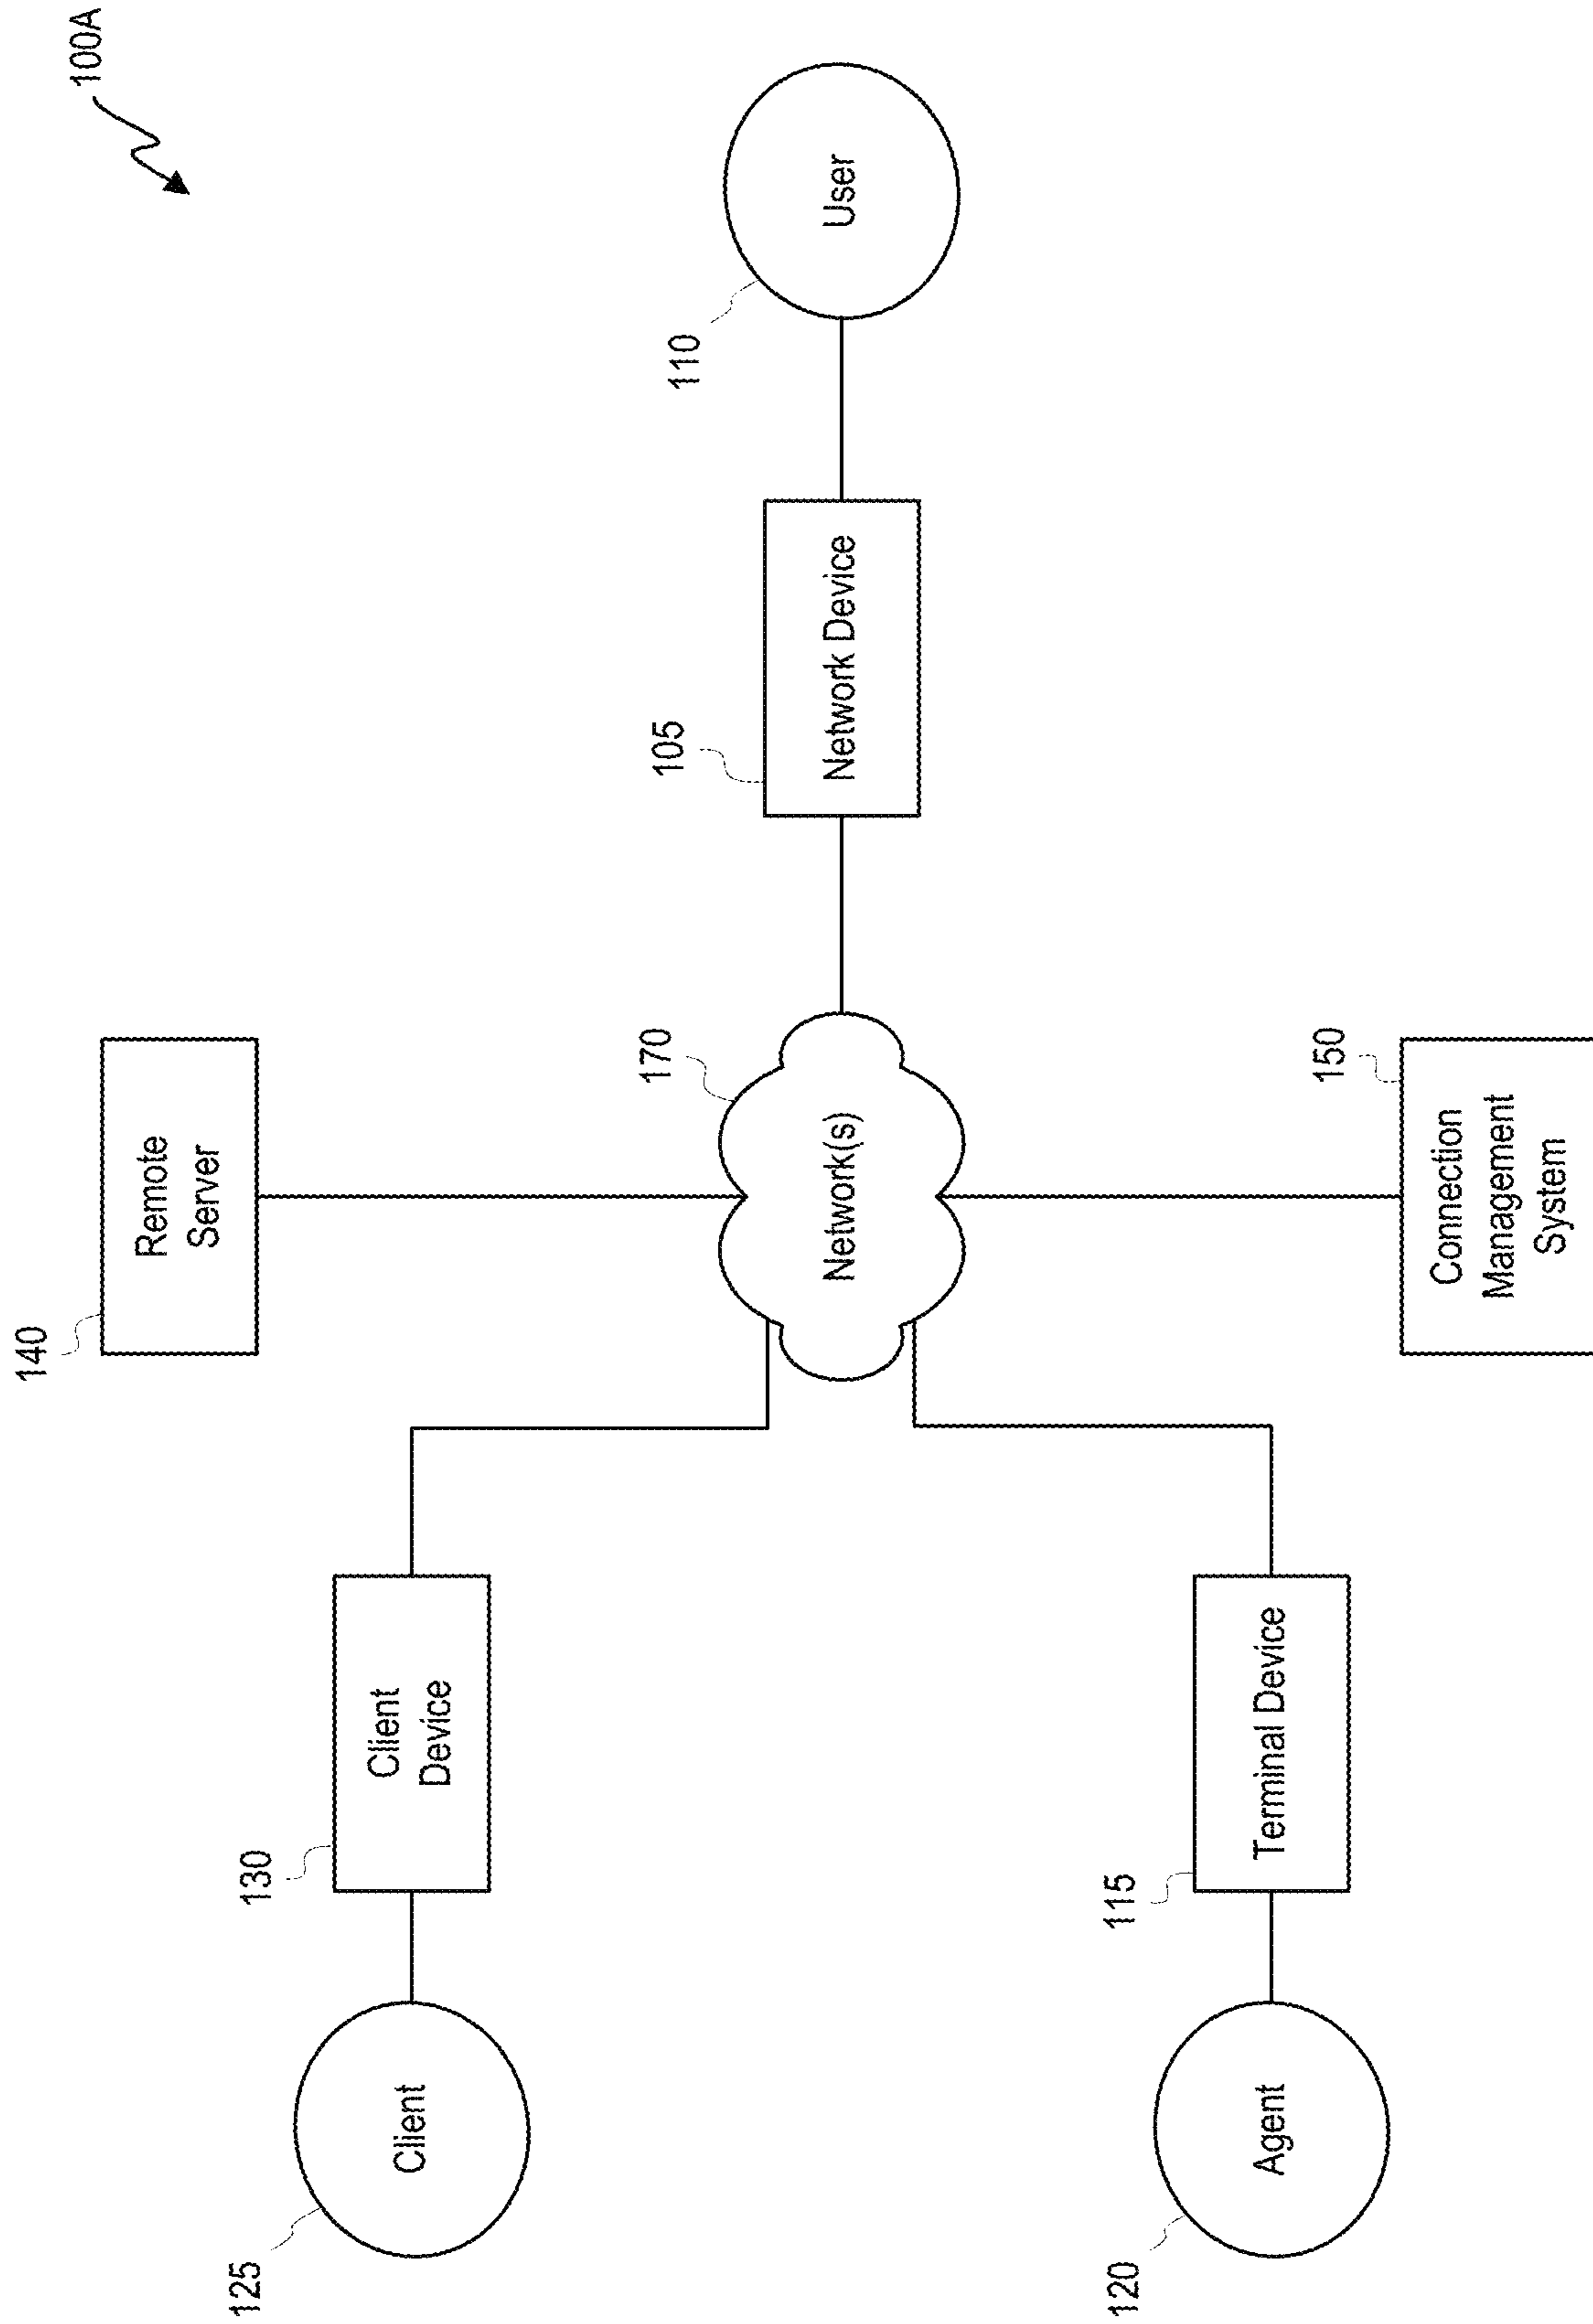 100A
140
Remote
Server
125
Client
130
Client
Device
170
Network(s)
105
Network Device
110
User
120
Agent
115
Terminal Device
150
Connection
Management
System